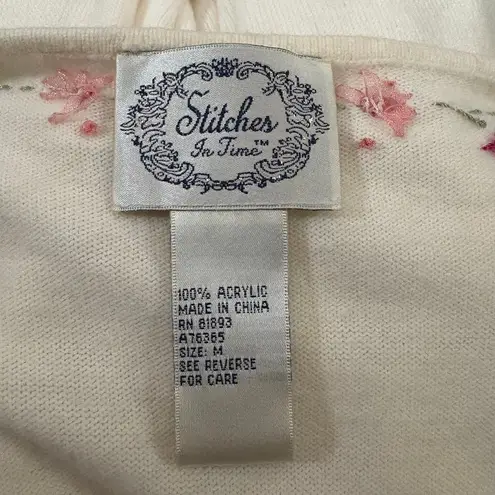 Stitches
In Time™
100% ACRYLIC
MADE IN CHINA
RN 81893
A76365
SIZE: M
SEE REVERSE
FOR CARE